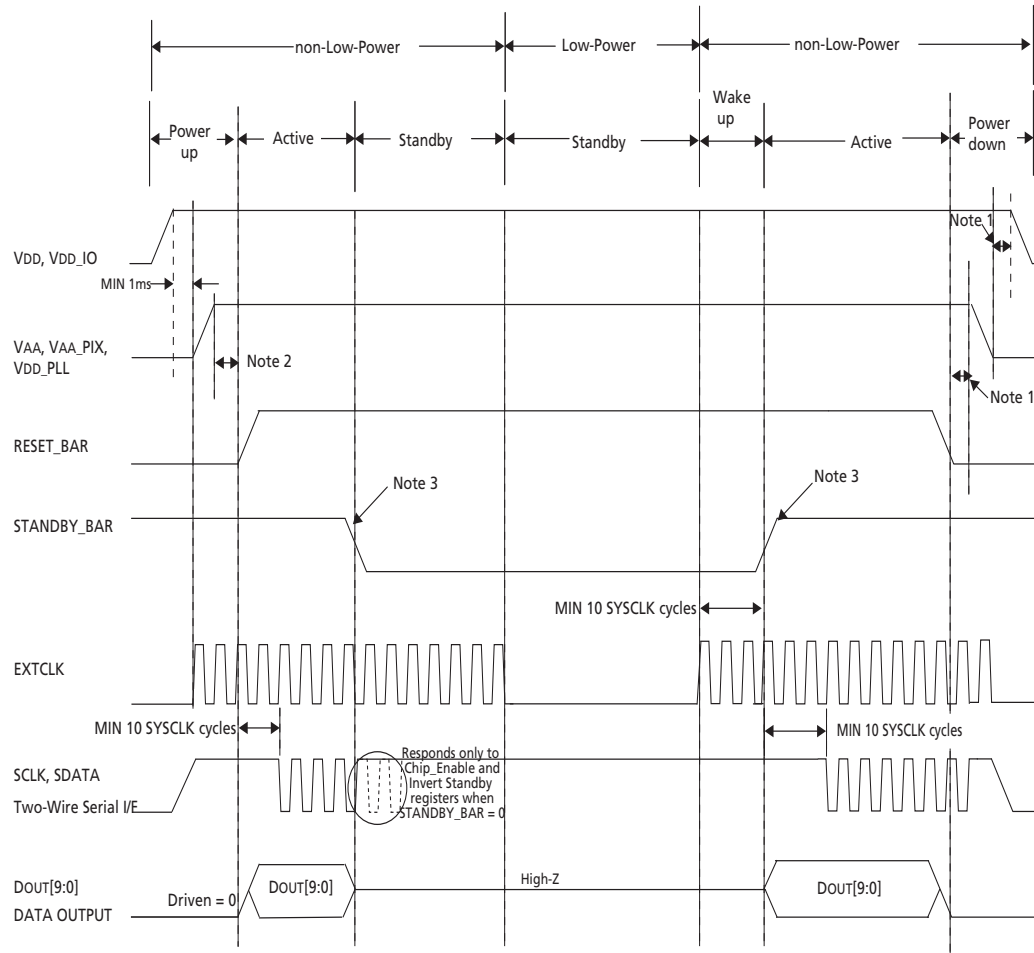 non-Low-Power
Low-Power
non-Low-Power
Power
up
Active
Standby
Standby
Wake
up
Active
Power
down
VDD, VDD_IO
Note 1
MIN 1ms
VAA, VAA_PIX,
VDD_PLL
Note 2
Note 1
RESET_BAR
Note 3
Note 3
STANDBY_BAR
MIN 10 SYSCLK cycles
EXTCLK
MIN 10 SYSCLK cycles
MIN 10 SYSCLK cycles
SCLK, SDATA
Two-Wire Serial I/F
Responds only to
Chip_Enable and
Invert Standby
registers when
STANDBY_BAR = 0
DOUT[9:0]
DATA OUTPUT
Driven = 0
DOUT[9:0]
High-Z
DOUT[9:0]